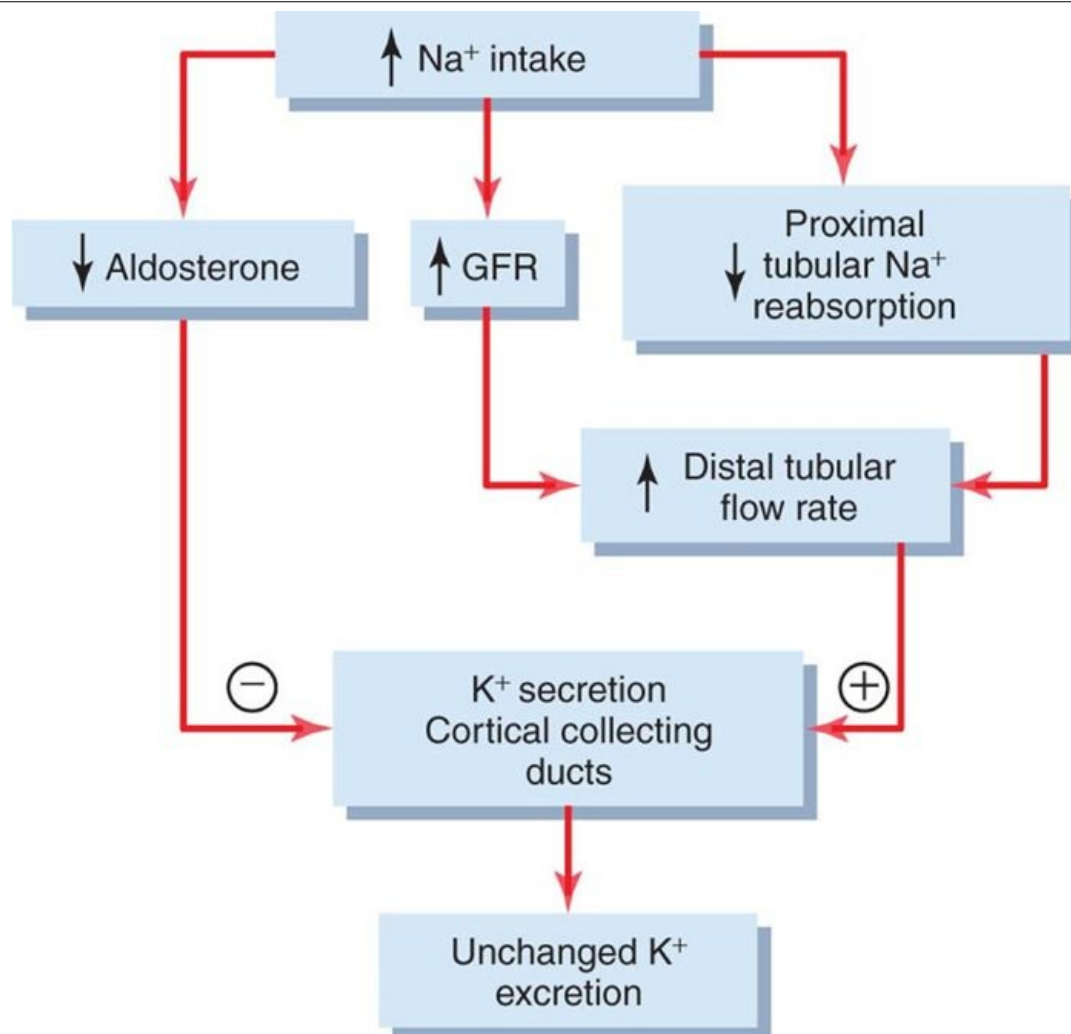 ↑ Na⁺ intake
↓ Aldosterone
↑ GFR
Proximal
↓ tubular Na⁺
reabsorption
↑ Distal tubular
flow rate
−
+
K⁺ secretion
Cortical collecting
ducts
Unchanged K⁺
excretion